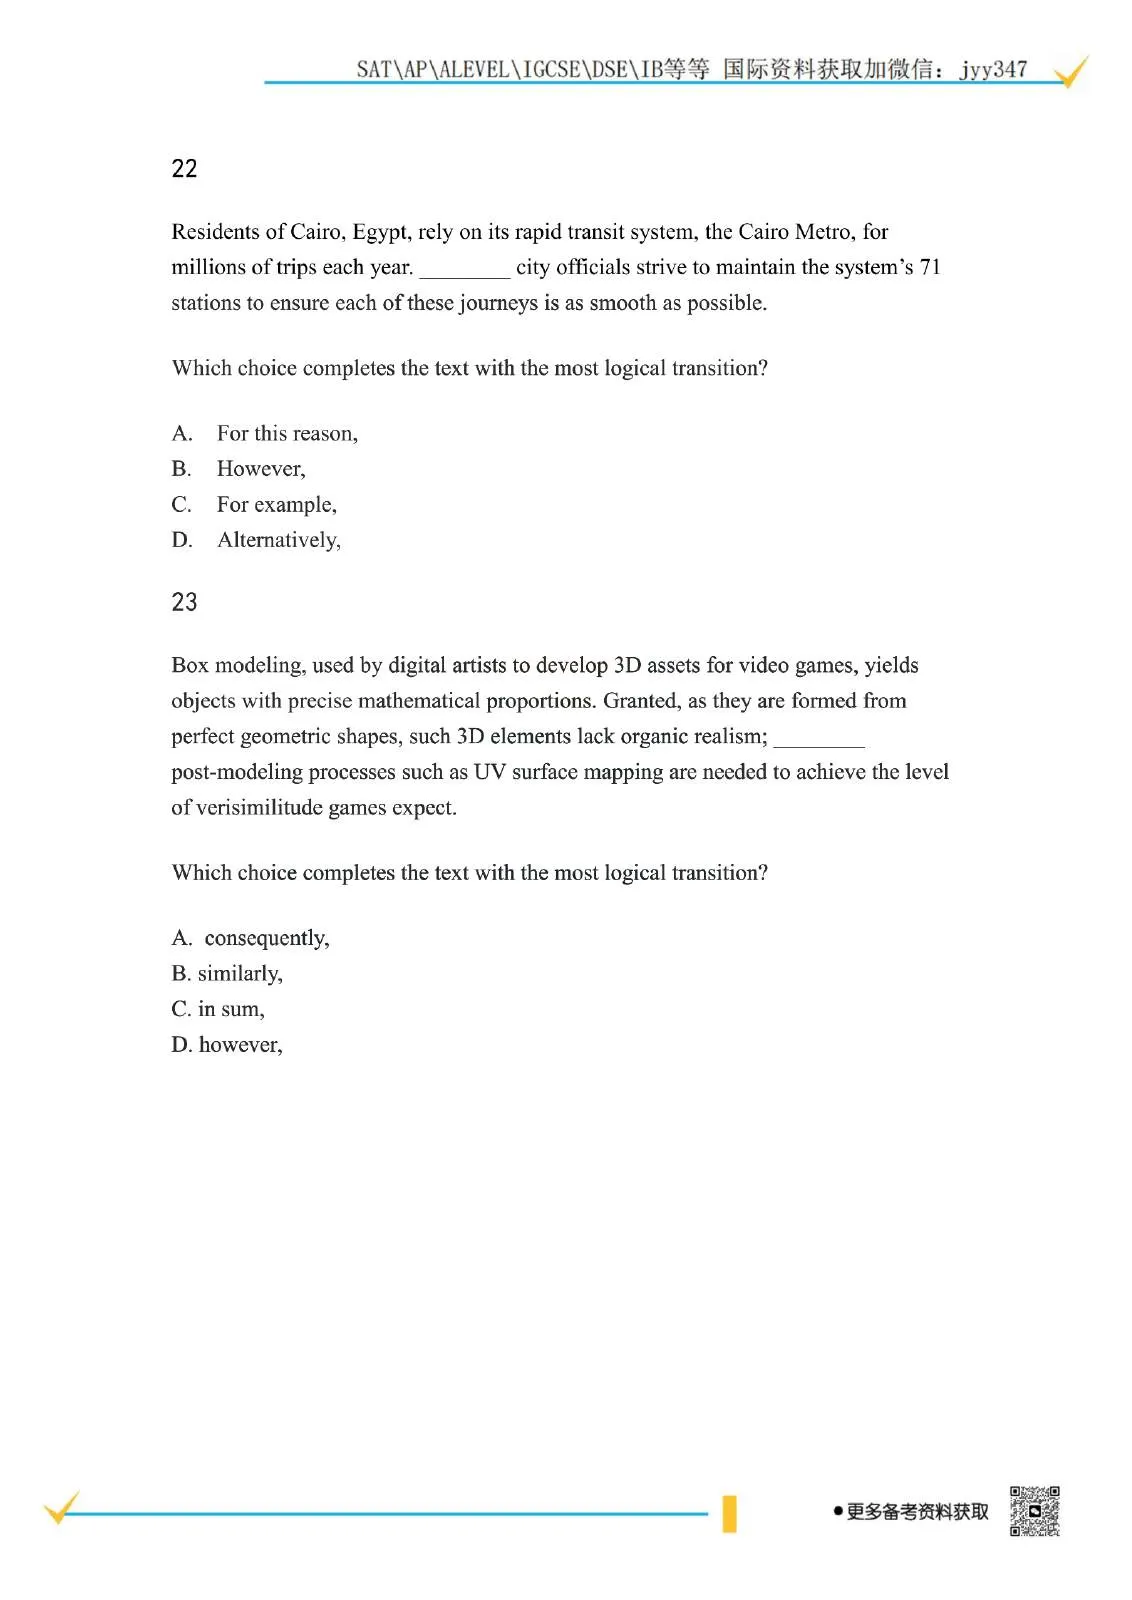 SAT\AP\ALEVEL\IGCSE\DSE\IB等等 国际资料获取加微信：jyy347
22
Residents of Cairo, Egypt, rely on its rapid transit system, the Cairo Metro, for
millions of trips each year. ________ city officials strive to maintain the system’s 71
stations to ensure each of these journeys is as smooth as possible.
Which choice completes the text with the most logical transition?
A. For this reason,
B. However,
C. For example,
D. Alternatively,
23
Box modeling, used by digital artists to develop 3D assets for video games, yields
objects with precise mathematical proportions. Granted, as they are formed from
perfect geometric shapes, such 3D elements lack organic realism; ________
post-modeling processes such as UV surface mapping are needed to achieve the level
of verisimilitude games expect.
Which choice completes the text with the most logical transition?
A. consequently,
B. similarly,
C. in sum,
D. however,
●更多备考资料获取